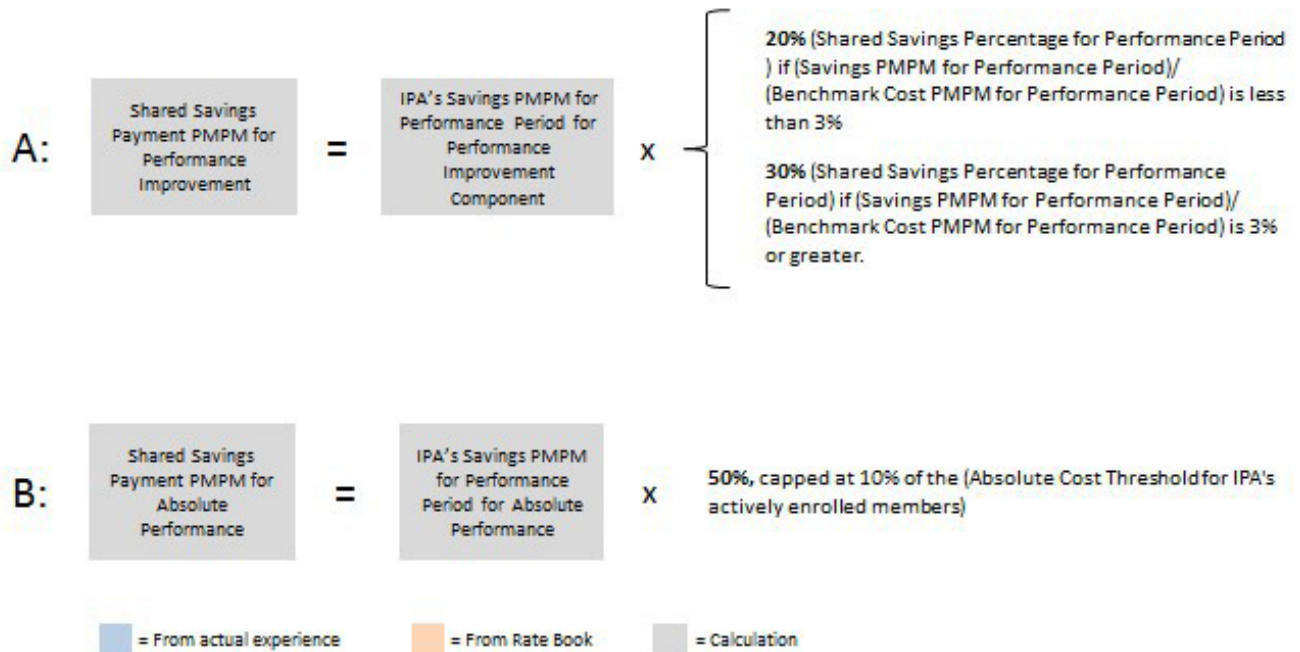 20% (Shared Savings Percentage for Performance Period
) if (Savings PMPM for Performance Period)/
(Benchmark Cost PMPM for Performance Period) is less
than 3%
A:
Shared Savings
Payment PMPM for
Performance
Improvement
=
IPA's Savings PMPM for
Performance Period for
Performance
Improvement
Component
x
30% (Shared Savings Percentage for Performance
Period) if (Savings PMPM for Performance Period)/
(Benchmark Cost PMPM for Performance Period) is 3%
or greater.
B:
Shared Savings
Payment PMPM for
Absolute
Performance
=
IPA's Savings PMPM
for Performance
Period for Absolute
Performance
x
50%, capped at 10% of the (Absolute Cost Threshold for IPA's
actively enrolled members)
= From actual experience
= From Rate Book
= Calculation